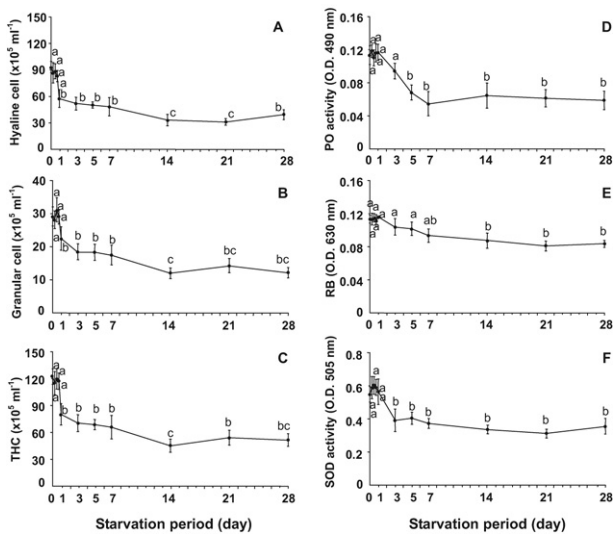 A
Hyaline cell (x10⁵ ml⁻¹)
150
120
90
60
30
0
a
a
a
a
b
b
b
b
c
c
b
0 1 3 5 7 14 21 28
B
Granular cell (x10⁵ ml⁻¹)
40
30
20
10
0
a
a
a
a
b
b
b
b
c
bc
bc
0 1 3 5 7 14 21 28
C
THC (x10⁵ ml⁻¹)
150
120
90
60
30
0
a
a
a
a
b
b
b
b
c
b
bc
0 1 3 5 7 14 21 28
Starvation period (day)
D
PO activity (O.D. 490 nm)
0.16
0.12
0.08
0.04
0
a
a
a
a
a
a
b
b
b
b
b
0 1 3 5 7 14 21 28
E
RB (O.D. 630 nm)
0.16
0.12
0.08
0.04
0
a
a
a
a
a
a
a
ab
b
b
b
0 1 3 5 7 14 21 28
F
SOD activity (O.D. 505 nm)
0.8
0.6
0.4
0.2
0
a
a
a
a
a
b
b
b
b
b
b
0 1 3 5 7 14 21 28
Starvation period (day)